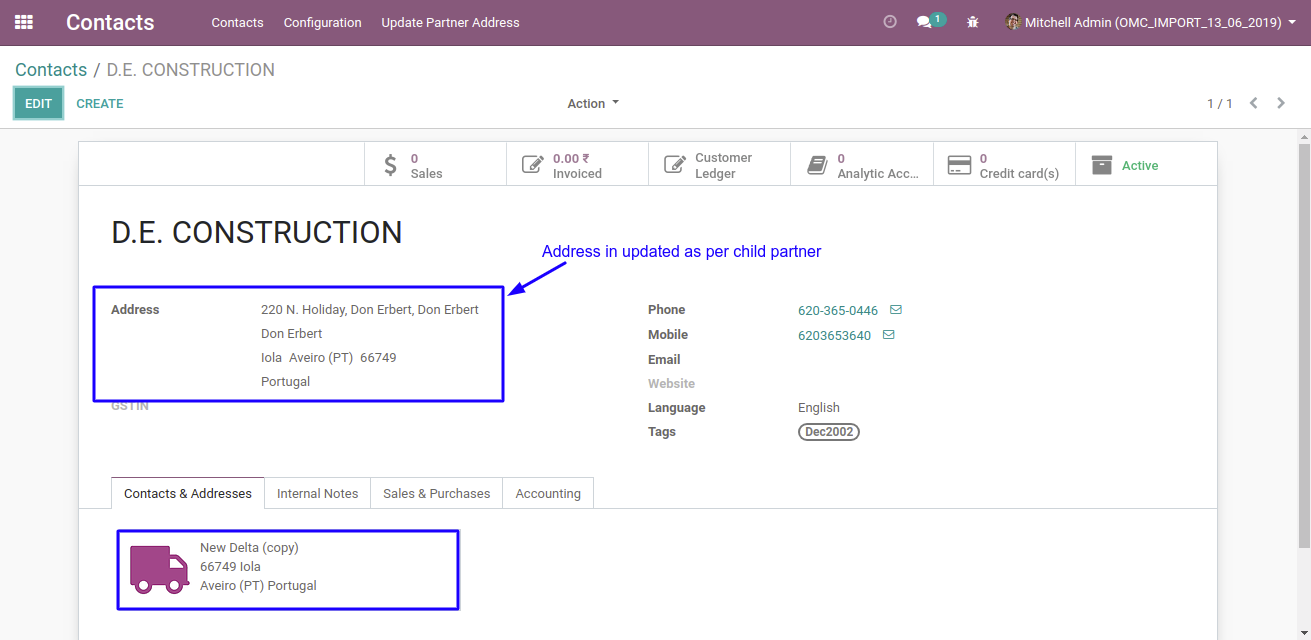 Contacts Contacts Configuration Update Partner Address 1 Mitchell Admin (OMC_IMPORT_13_06_2019)
Contacts / D.E. CONSTRUCTION
EDIT CREATE Action 1 / 1
0 Sales
0.00 ₹ Invoiced
Customer Ledger
0 Analytic Acc...
0 Credit card(s)
Active
D.E. CONSTRUCTION
Address in updated as per child partner
Address 220 N. Holiday, Don Erbert, Don Erbert
Don Erbert
Iola Aveiro (PT) 66749
Portugal
GSTIN
Phone 620-365-0446
Mobile 6203653640
Email
Website
Language English
Tags Dec2002
Contacts & Addresses Internal Notes Sales & Purchases Accounting
New Delta (copy)
66749 Iola
Aveiro (PT) Portugal